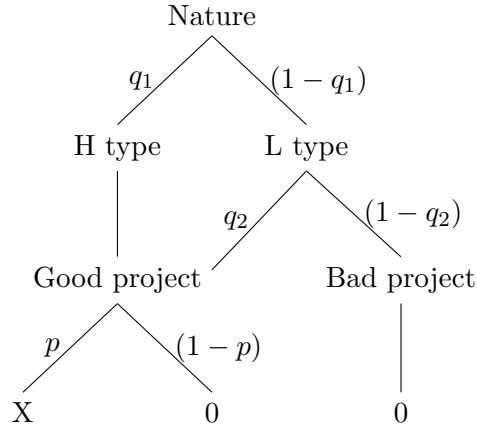 Nature
q₁ (1 − q₁)
H type L type
q₂ (1 − q₂)
Good project Bad project
p (1 − p)
X 0 0